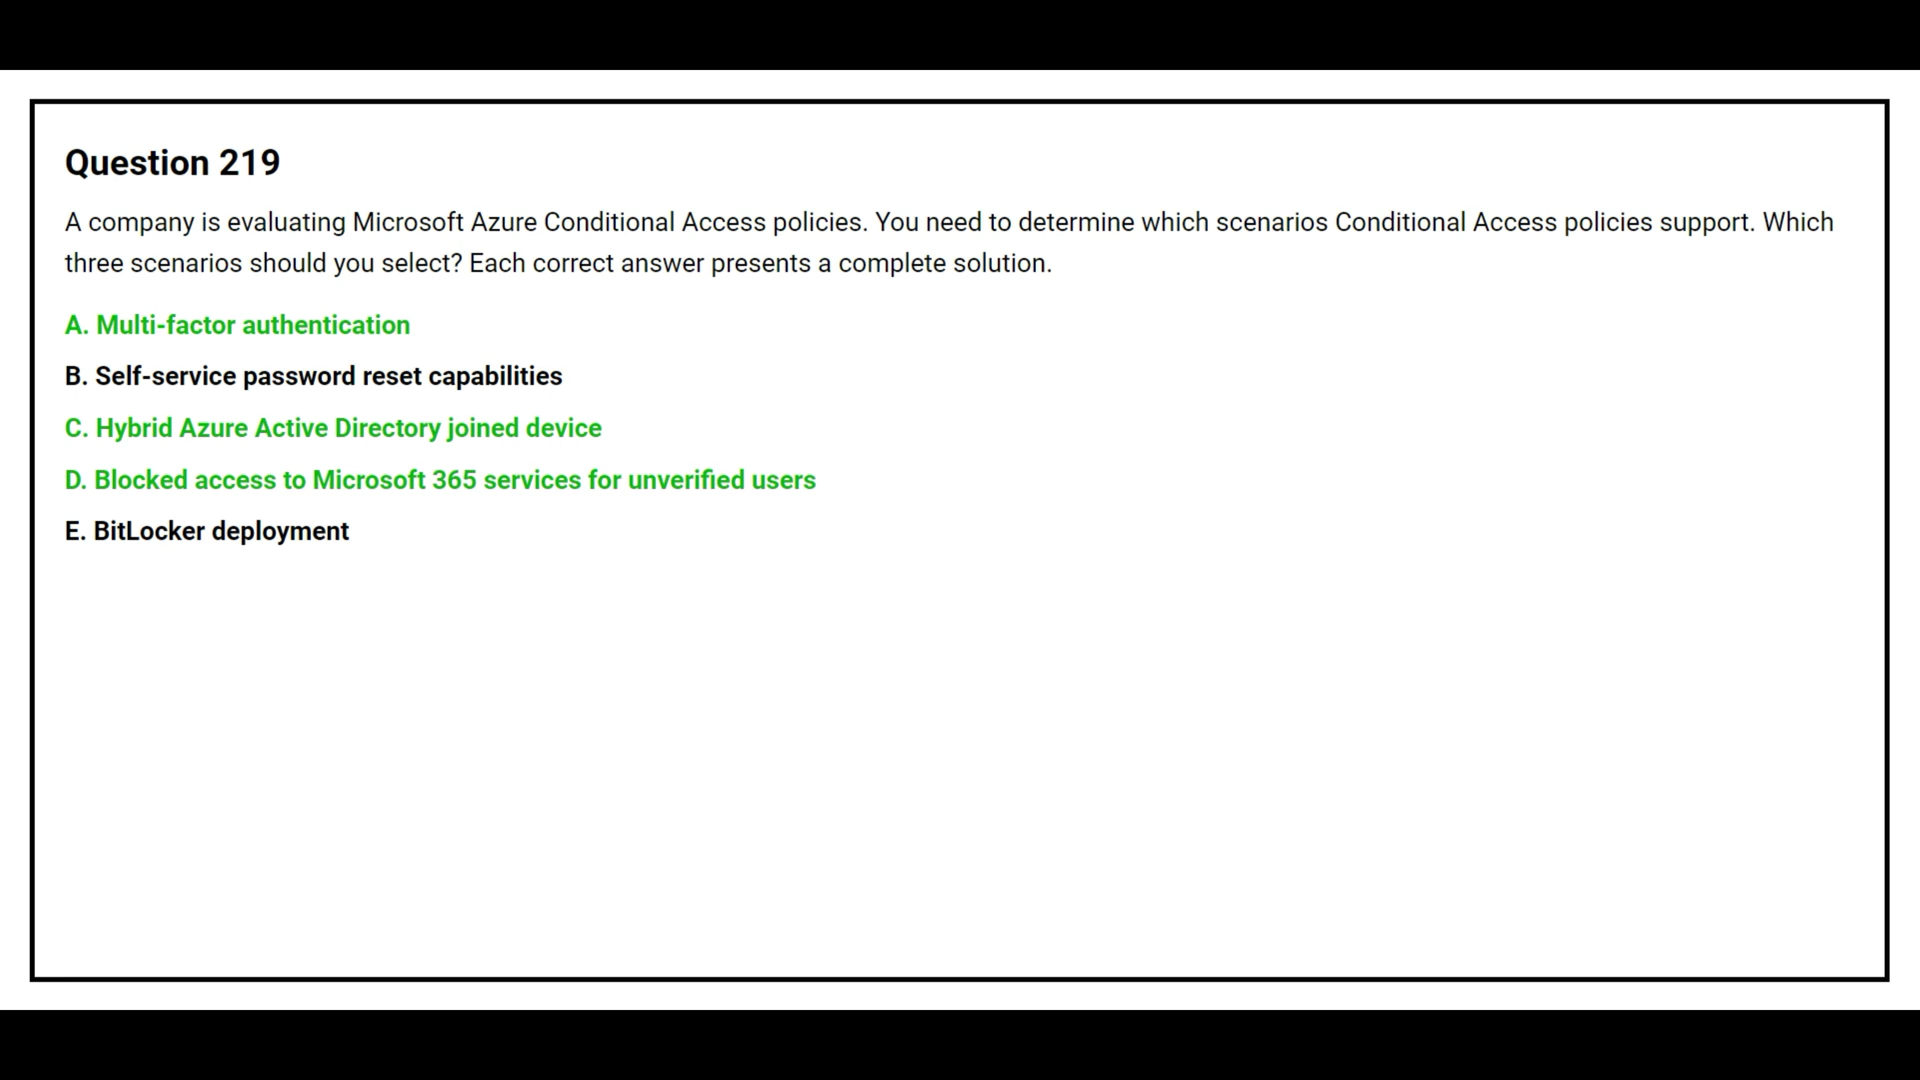 Question 219
A company is evaluating Microsoft Azure Conditional Access policies. You need to determine which scenarios Conditional Access policies support. Which
three scenarios should you select? Each correct answer presents a complete solution.
A. Multi-factor authentication
B. Self-service password reset capabilities
C. Hybrid Azure Active Directory joined device
D. Blocked access to Microsoft 365 services for unverified users
E. BitLocker deployment